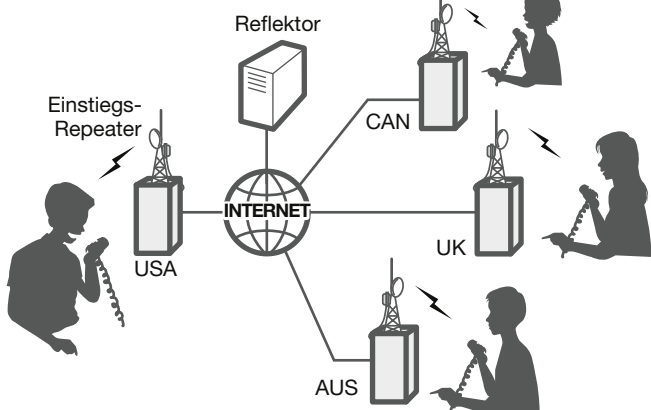 Reflektor
Einstiegs-
Repeater
CAN
INTERNET
UK
USA
AUS